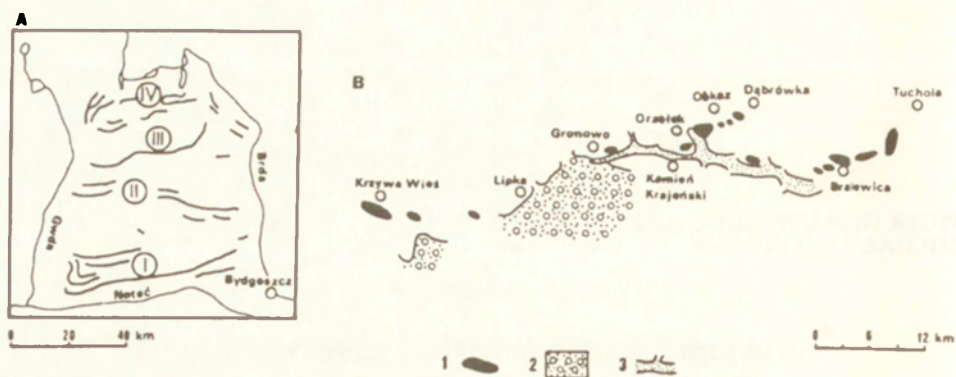 A
IV
III
II
I
Gwda
Brda
Noteć
Bydgoszcz
0 20 40 km
B
Krzywa Wieś
Lipka
Gronowo
Orzełek
Obkaz
Dąbrówka
Tuchola
Kamień
Krajeński
0 6 12 km
1 2 3